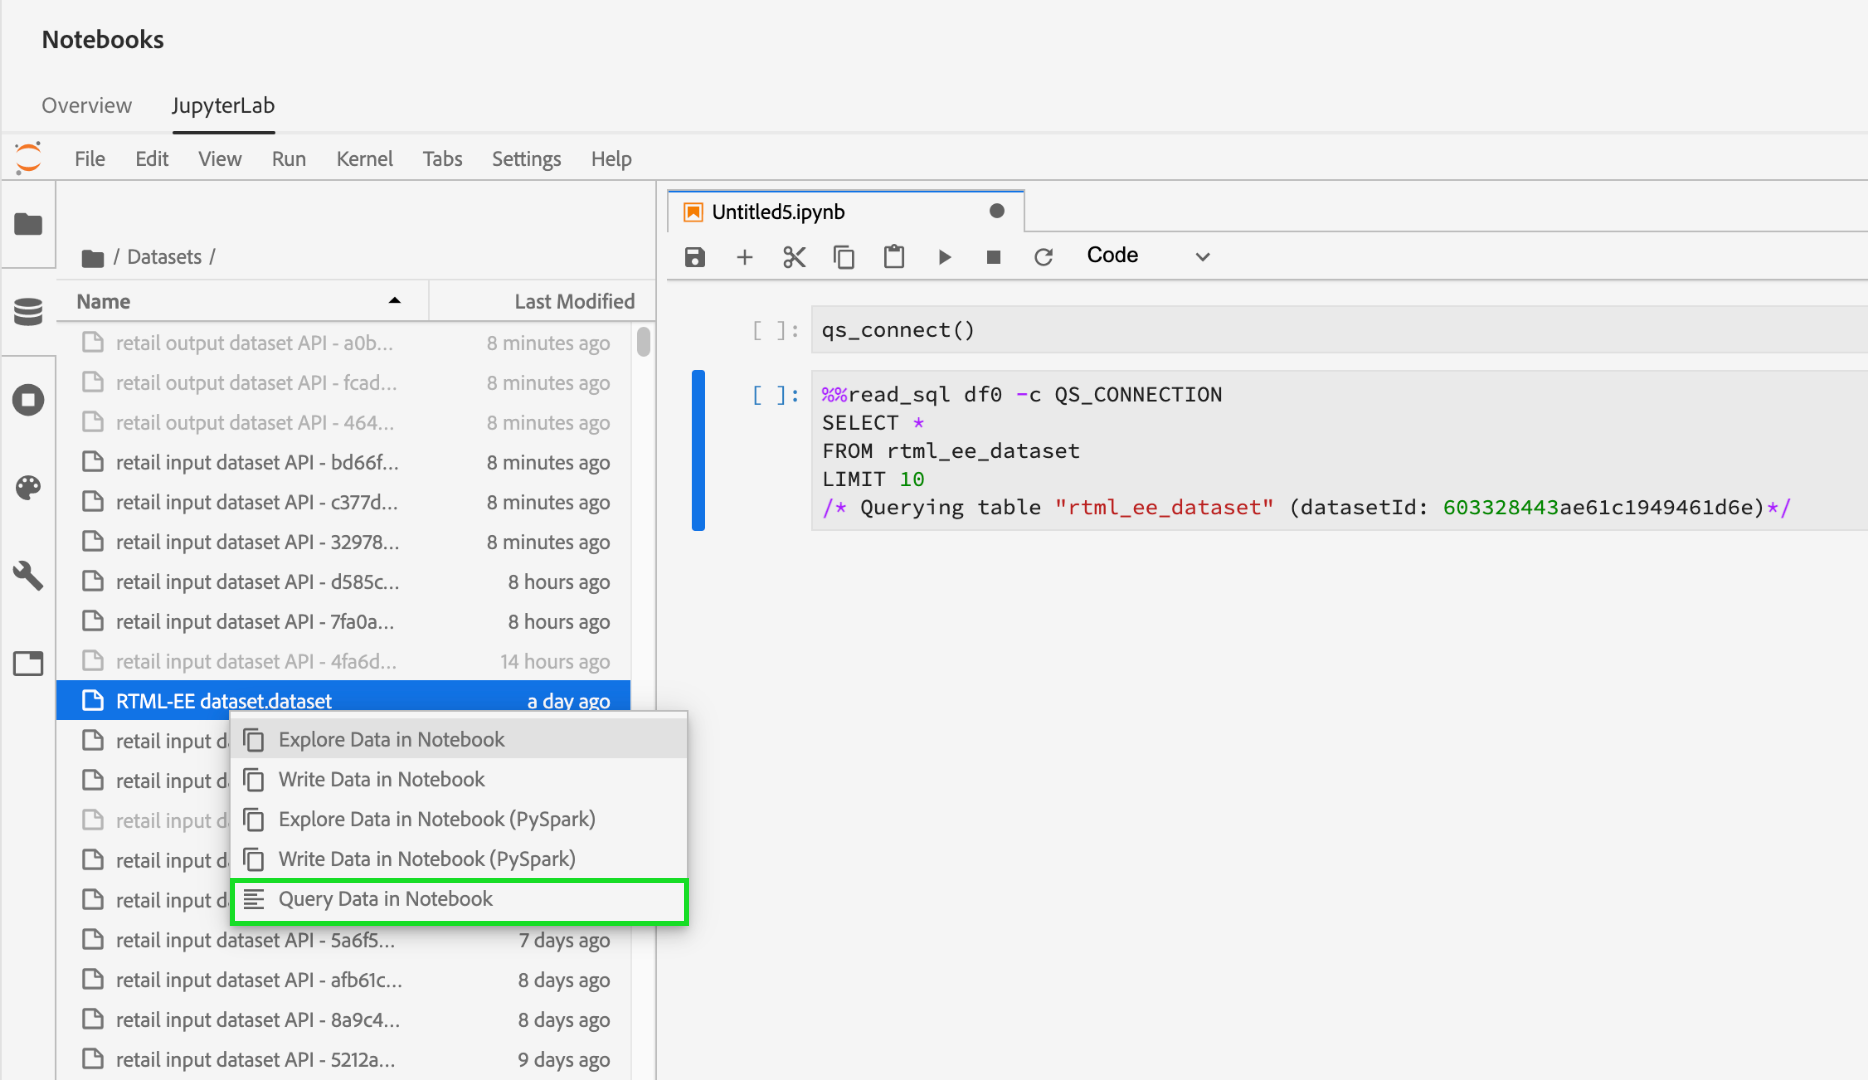 Notebooks
Overview JupyterLab
File Edit View Run Kernel Tabs Settings Help
/ Datasets /
Name Last Modified
retail output dataset API - a0b... 8 minutes ago
retail output dataset API - fcad... 8 minutes ago
retail output dataset API - 464... 8 minutes ago
retail input dataset API - bd66f... 8 minutes ago
retail input dataset API - c377d... 8 minutes ago
retail input dataset API - 32978... 8 minutes ago
retail input dataset API - d585c... 8 hours ago
retail input dataset API - 7fa0a... 8 hours ago
retail input dataset API - 4fa6d... 14 hours ago
RTML-EE dataset.dataset a day ago
retail input d
retail input d
retail input d
retail input d
retail input d
retail input dataset API - 5a6f5... 7 days ago
retail input dataset API - afb61c... 8 days ago
retail input dataset API - 8a9c4... 8 days ago
retail input dataset API - 5212a... 9 days ago
Explore Data in Notebook
Write Data in Notebook
Explore Data in Notebook (PySpark)
Write Data in Notebook (PySpark)
Query Data in Notebook
Untitled5.ipynb
Code
[ ]: qs_connect()
[ ]: %%read_sql df0 -c QS_CONNECTION
SELECT *
FROM rtml_ee_dataset
LIMIT 10
/* Querying table "rtml_ee_dataset" (datasetId: 603328443ae61c1949461d6e)*/